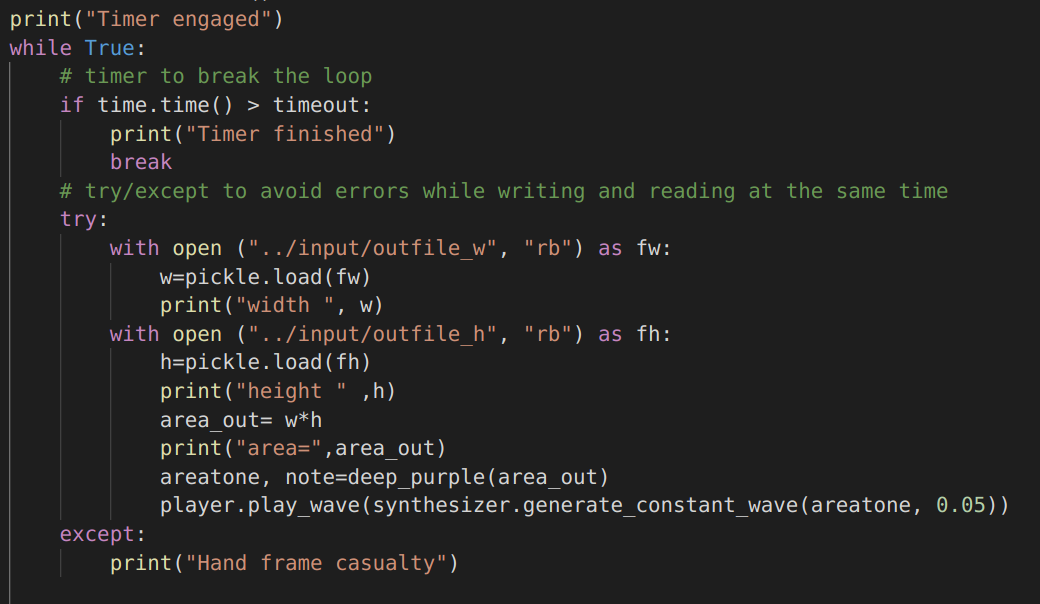 print("Timer engaged")
while True:
    # timer to break the loop
    if time.time() > timeout:
        print("Timer finished")
        break
    # try/except to avoid errors while writing and reading at the same time
    try:
        with open ("../input/outfile_w", "rb") as fw:
            w=pickle.load(fw)
            print("width ", w)
        with open ("../input/outfile_h", "rb") as fh:
            h=pickle.load(fh)
            print("height " ,h)
            area_out= w*h
            print("area=",area_out)
            areatone, note=deep_purple(area_out)
            player.play_wave(synthesizer.generate_constant_wave(areatone, 0.05))
    except:
        print("Hand frame casualty")